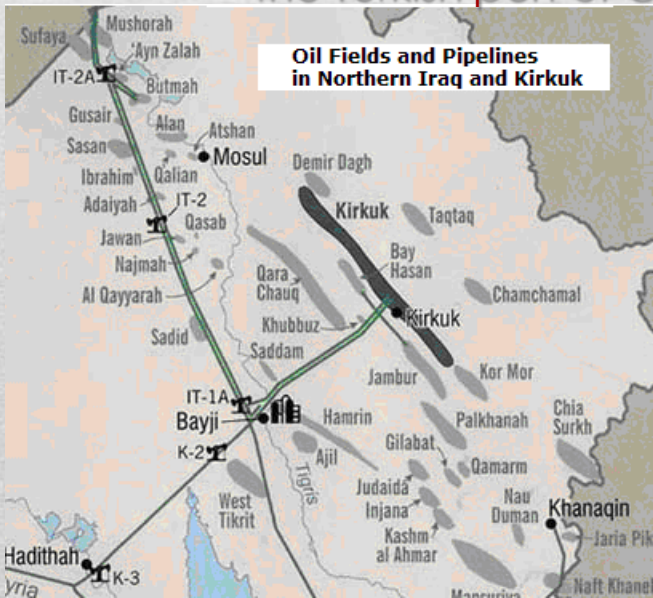 Oil Fields and Pipelines
in Northern Iraq and Kirkuk
Mushorah
Sufaya
'Ayn Zalah
IT-2A
Butmah
Gusair
Alan
Atshan
Sasan
Mosul
Ibrahim
Qalian
Demir Dagh
Adaiyah
IT-2
Kirkuk
Taqtaq
Jawan
Qasab
Najmah
Bay
Hasan
Al Qayyarah
Qara
Chauq
Chamchamal
Khubbuz
Kirkuk
Sadid
Saddam
Jambur
Kor Mor
IT-1A
Bayji
Hamrin
Palkhanah
Chia
Surkh
K-2
Ajil
Gilabat
Qamarm
Tigris
Judaida
Injana
West
Tikrit
Nau
Duman
Khanaqin
Kashm
al Ahmar
Jaria Pik
Hadithah
K-3
Naft Khaneh
yria
Mansuriya